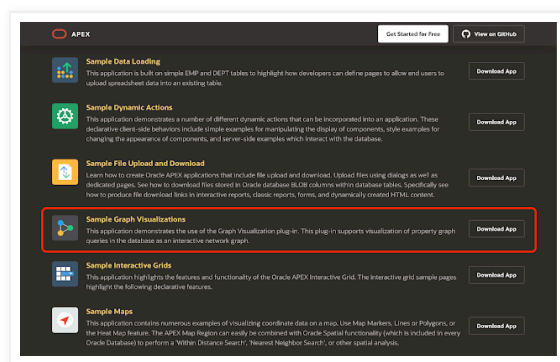 APEX
Get Started for Free
View on GitHub
Sample Data Loading
This application is built on simple EMP and DEPT tables to highlight how developers can define pages to allow end users to
upload spreadsheet data into an existing table.
Download App
Sample Dynamic Actions
This application demonstrates a number of different dynamic actions that can be incorporated into an application. These
declarative client-side behaviors include simple examples for manipulating the display of components, style examples for
changing the appearance of components, and server-side examples which interact with the database.
Download App
Sample File Upload and Download
Learn how to create Oracle APEX applications that include file upload and download. Upload files using dialogs as well as
dedicated pages. See how to download files stored in Oracle database BLOB columns within database tables. Specifically see
how to produce file download links in interactive reports, classic reports, forms, and dynamically created HTML content.
Download App
Sample Graph Visualizations
This application demonstrates the use of the Graph Visualization plug-in. This plug-in supports visualization of property graph
queries in the database as an interactive network graph.
Download App
Sample Interactive Grids
This application highlights the features and functionality of the Oracle APEX Interactive Grid. The interactive grid sample pages
highlight the following declarative features.
Download App
Sample Maps
This application contains numerous examples of visualizing coordinate data on a map. Use Map Markers, Lines or Polygons, or
the Heat Map feature. The APEX Map Region can easily be combined with Oracle Spatial functionality (which is included in every
Oracle Database) to perform a 'Within Distance Search', 'Nearest Neighbor Search', or other spatial analysis.
Download App